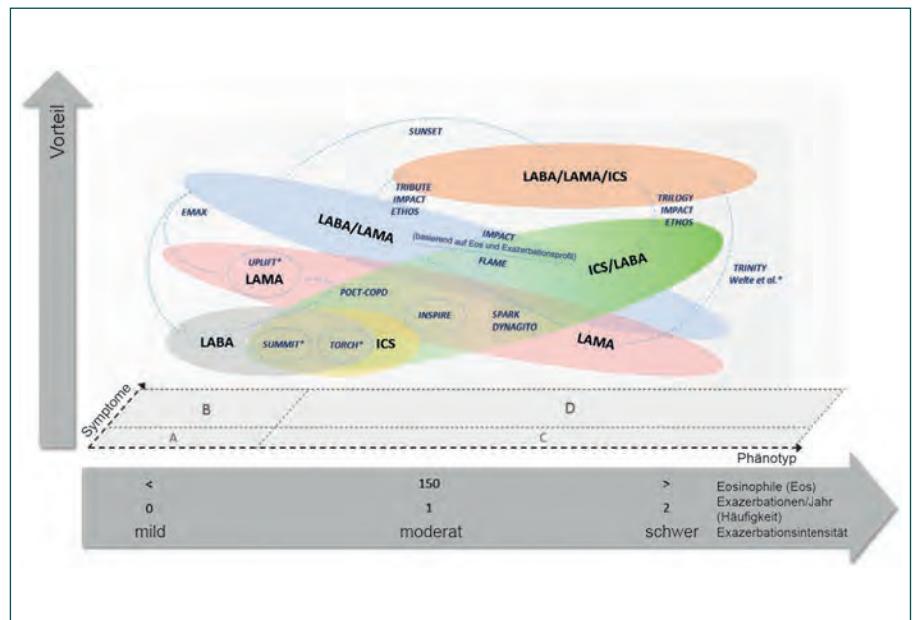 Vorteil
SUNSET
LABA/LAMA/ICS
TRIBUTE
IMPACT
ETHOS
TRILOGY
IMPACT
ETHOS
EMAX
LABA/LAMA
IMPACT
(basierend auf Eos und Exazerbationsprofil)
FLAME
ICS/LABA
TRINITY
Welte et al.*
UPLIFT*
LAMA
POET-COPD
INSPIRE
SPARK
DYNAGITO
LABA
SUMMIT*
TORCH*
ICS
LAMA
Symptome
B
D
A
C
Phänotyp
< 150 > Eosinophile (Eos)
0 1 2 Exazerbationen/Jahr
(Häufigkeit)
mild moderat schwer Exazerbationsintensität